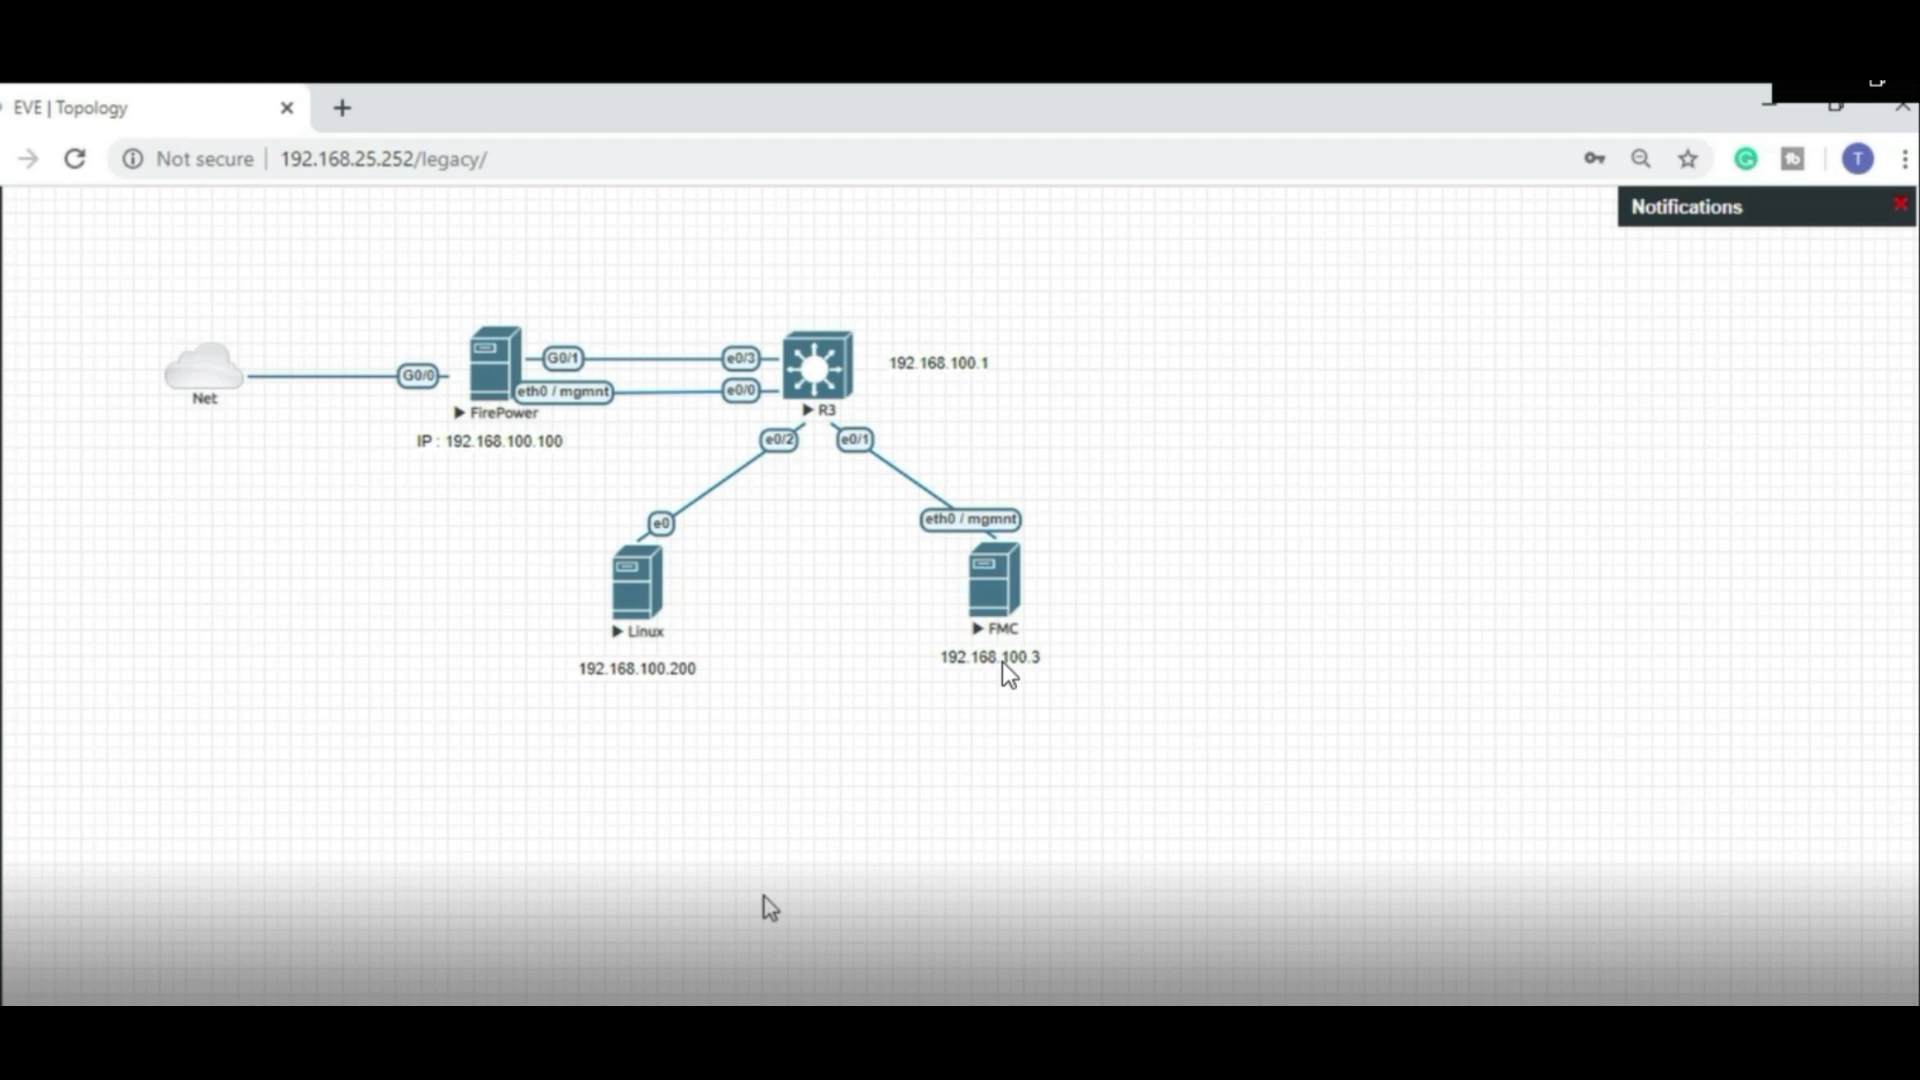 EVE | Topology
Not secure | 192.168.25.252/legacy/
T
Notifications
G0/1
e0/3
192.168.100.1
G0/0
eth0 / mgmnt
e0/0
Net
FirePower
R3
IP : 192.168.100.100
e0/2
e0/1
e0
eth0 / mgmnt
Linux
FMC
192.168.100.200
192.168.100.3